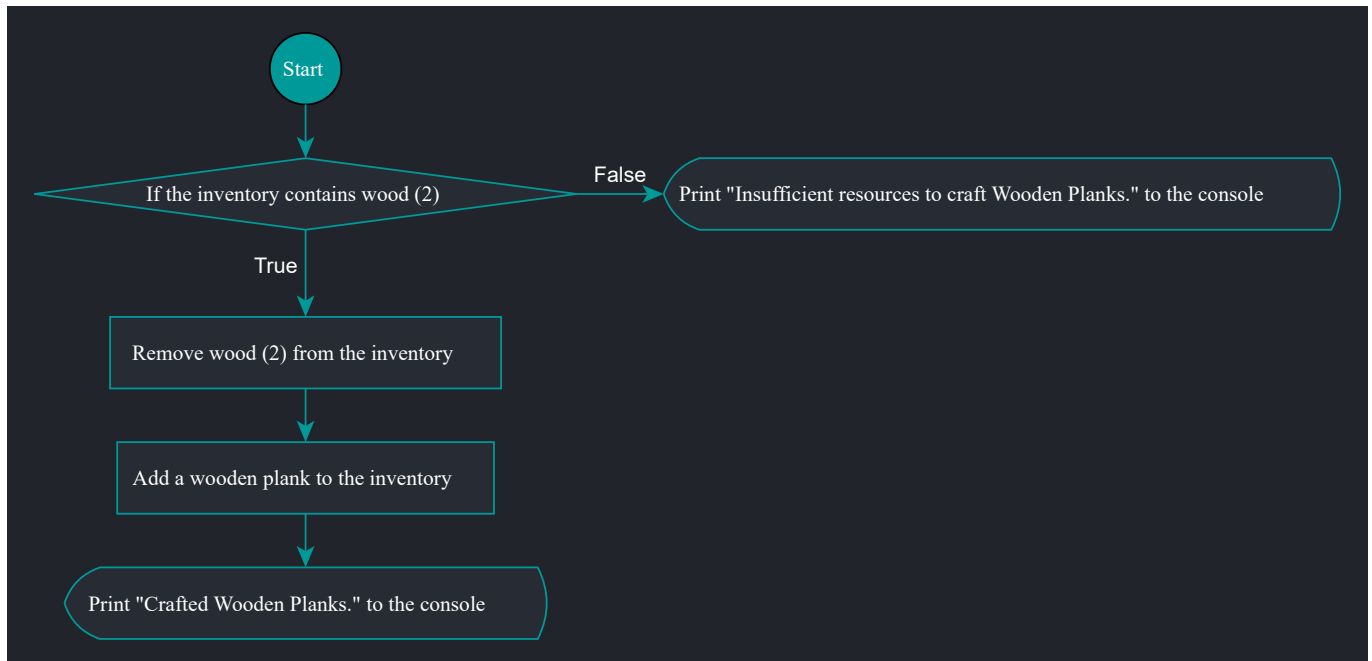 Start
If the inventory contains wood (2)
False
Print "Insufficient resources to craft Wooden Planks." to the console
True
Remove wood (2) from the inventory
Add a wooden plank to the inventory
Print "Crafted Wooden Planks." to the console